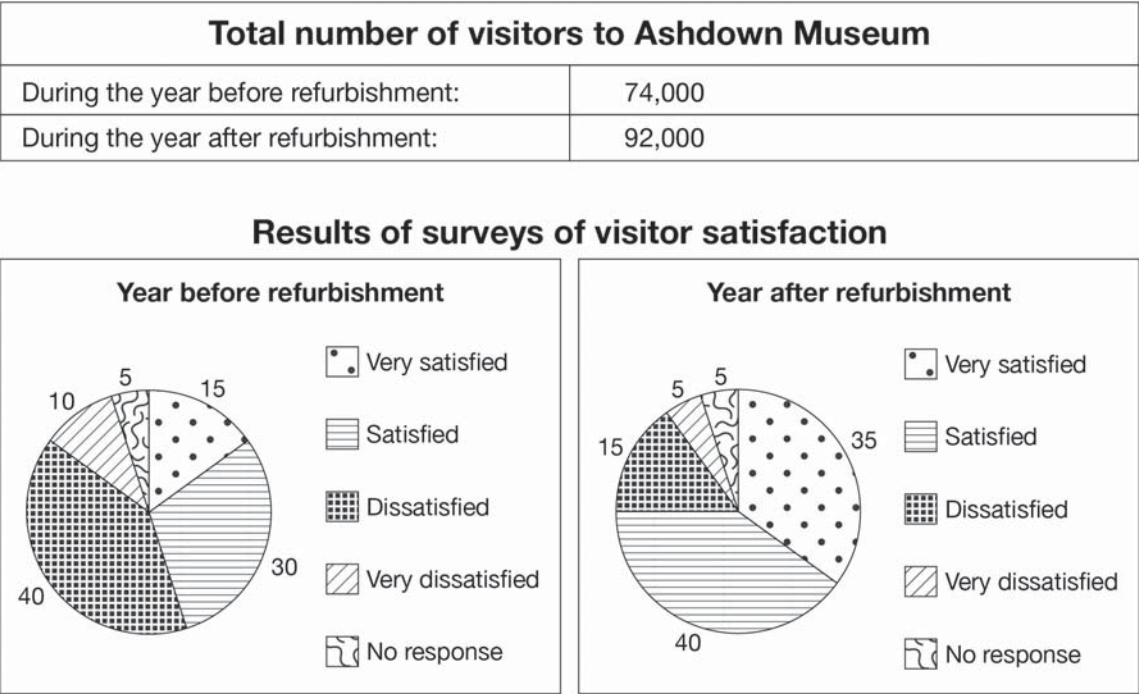 Total number of visitors to Ashdown Museum
During the year before refurbishment: 74,000
During the year after refurbishment: 92,000
Results of surveys of visitor satisfaction
Year before refurbishment
5
15
10
30
40
Very satisfied
Satisfied
Dissatisfied
Very dissatisfied
No response
Year after refurbishment
5
5
35
15
40
Very satisfied
Satisfied
Dissatisfied
Very dissatisfied
No response